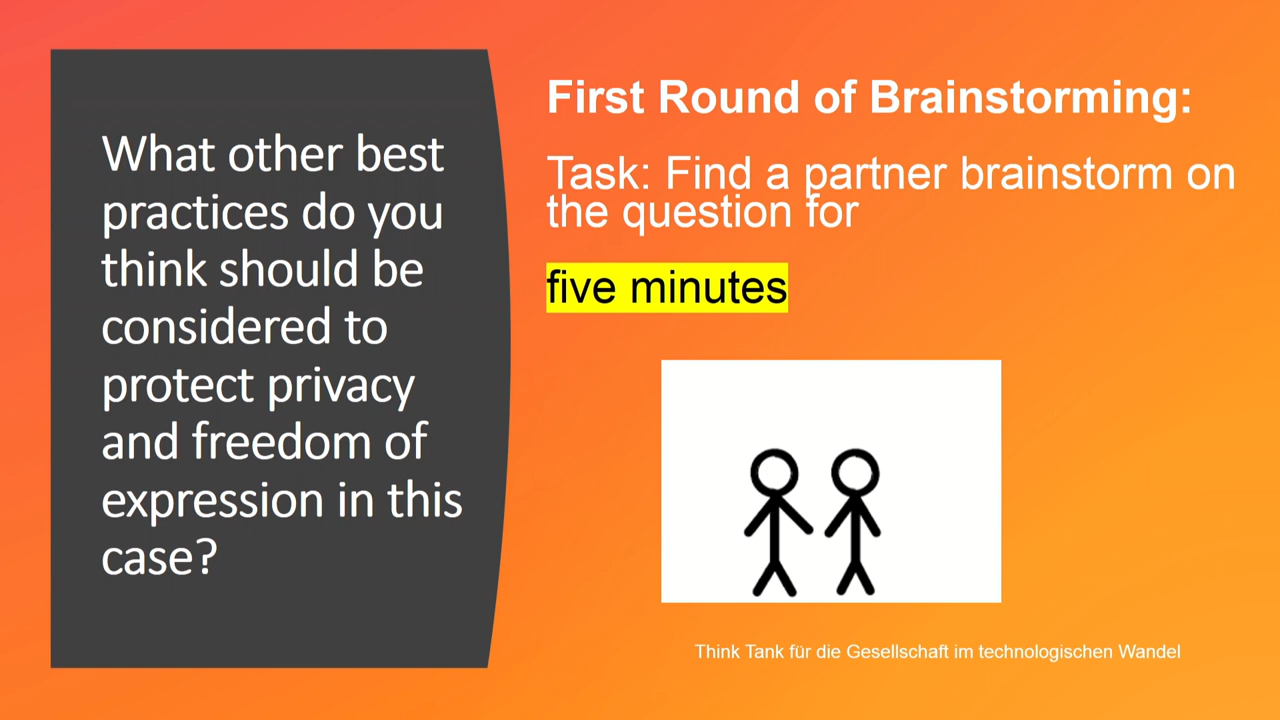 What other best
practices do you
think should be
considered to
protect privacy
and freedom of
expression in this
case?
First Round of Brainstorming:
Task: Find a partner brainstorm on
the question for
five minutes
Think Tank für die Gesellschaft im technologischen Wandel